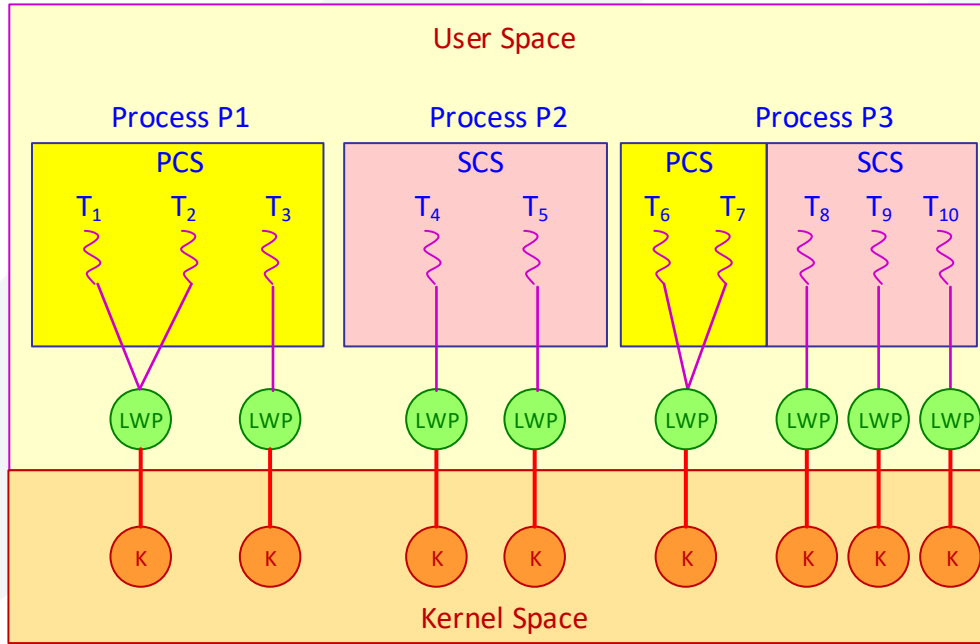 User Space
Process P1 Process P2 Process P3
PCS SCS PCS SCS
T₁ T₂ T₃ T₄ T₅ T₆ T₇ T₈ T₉ T₁₀
LWP LWP LWP LWP LWP LWP LWP LWP
K K K K K K K K
Kernel Space